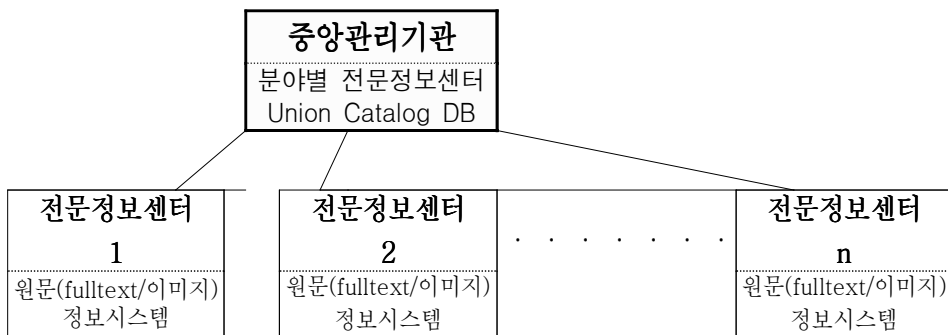 중앙관리기관
분야별 전문정보센터
Union Catalog DB
전문정보센터
1
원문(fulltext/이미지)
정보시스템
전문정보센터
2
원문(fulltext/이미지)
정보시스템
. . . . . . .
전문정보센터
n
원문(fulltext/이미지)
정보시스템